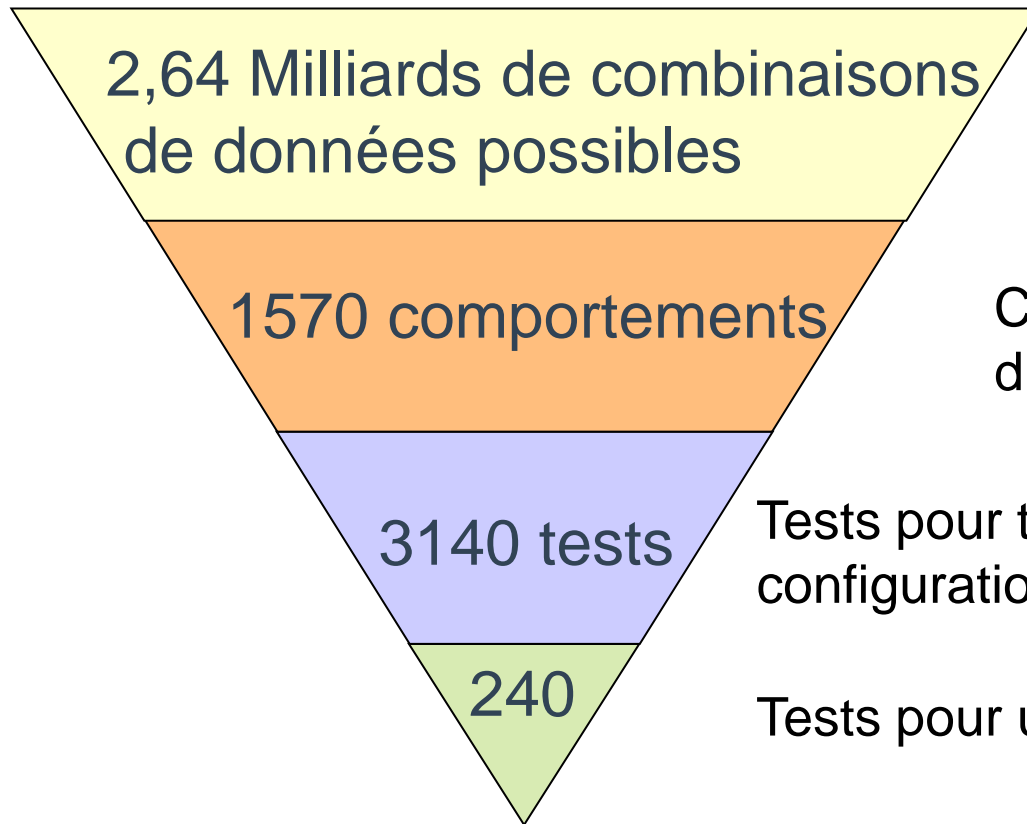 2,64 Milliards de combinaisons
de données possibles
1570 comportements
3140 tests
Tests pour
configuratio
240
Tests pour